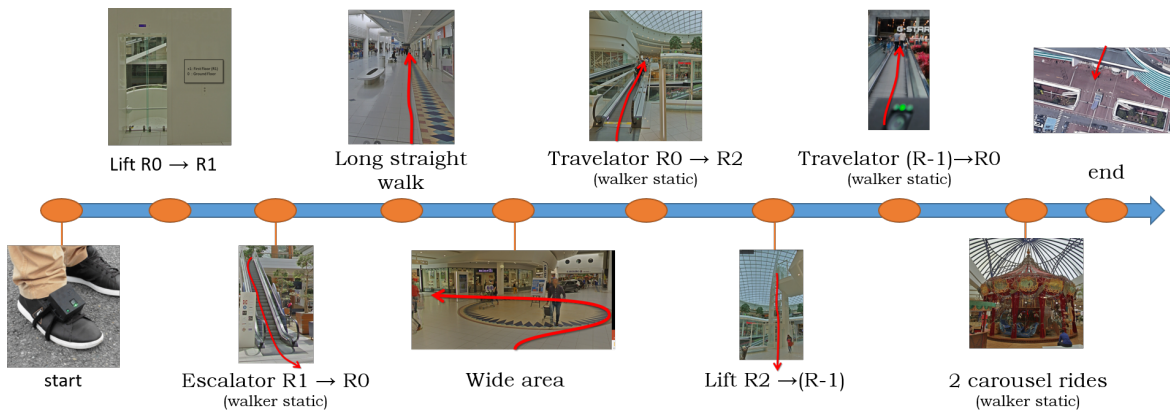 Lift R0 → R1
Long straight
walk
Travelator R0 → R2
(walker static)
G-STAR
Travelator (R-1)→R0
(walker static)
end
start
Escalator R1 → R0
(walker static)
Wide area
Lift R2 →(R-1)
2 carousel rides
(walker static)